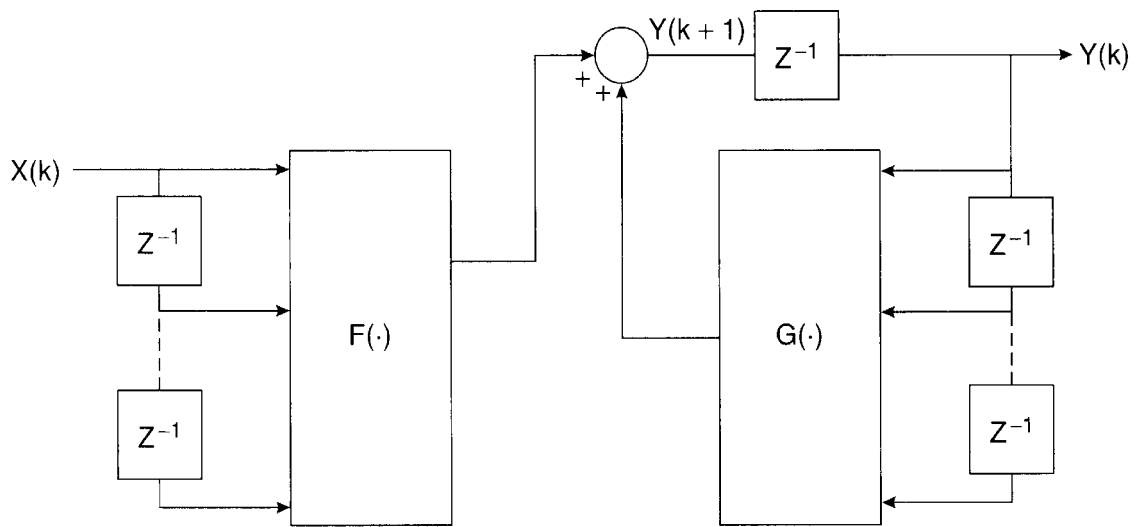 Y(k + 1)
Z⁻¹
Y(k)
+
+
X(k)
Z⁻¹
Z⁻¹
F(·)
G(·)
Z⁻¹
Z⁻¹